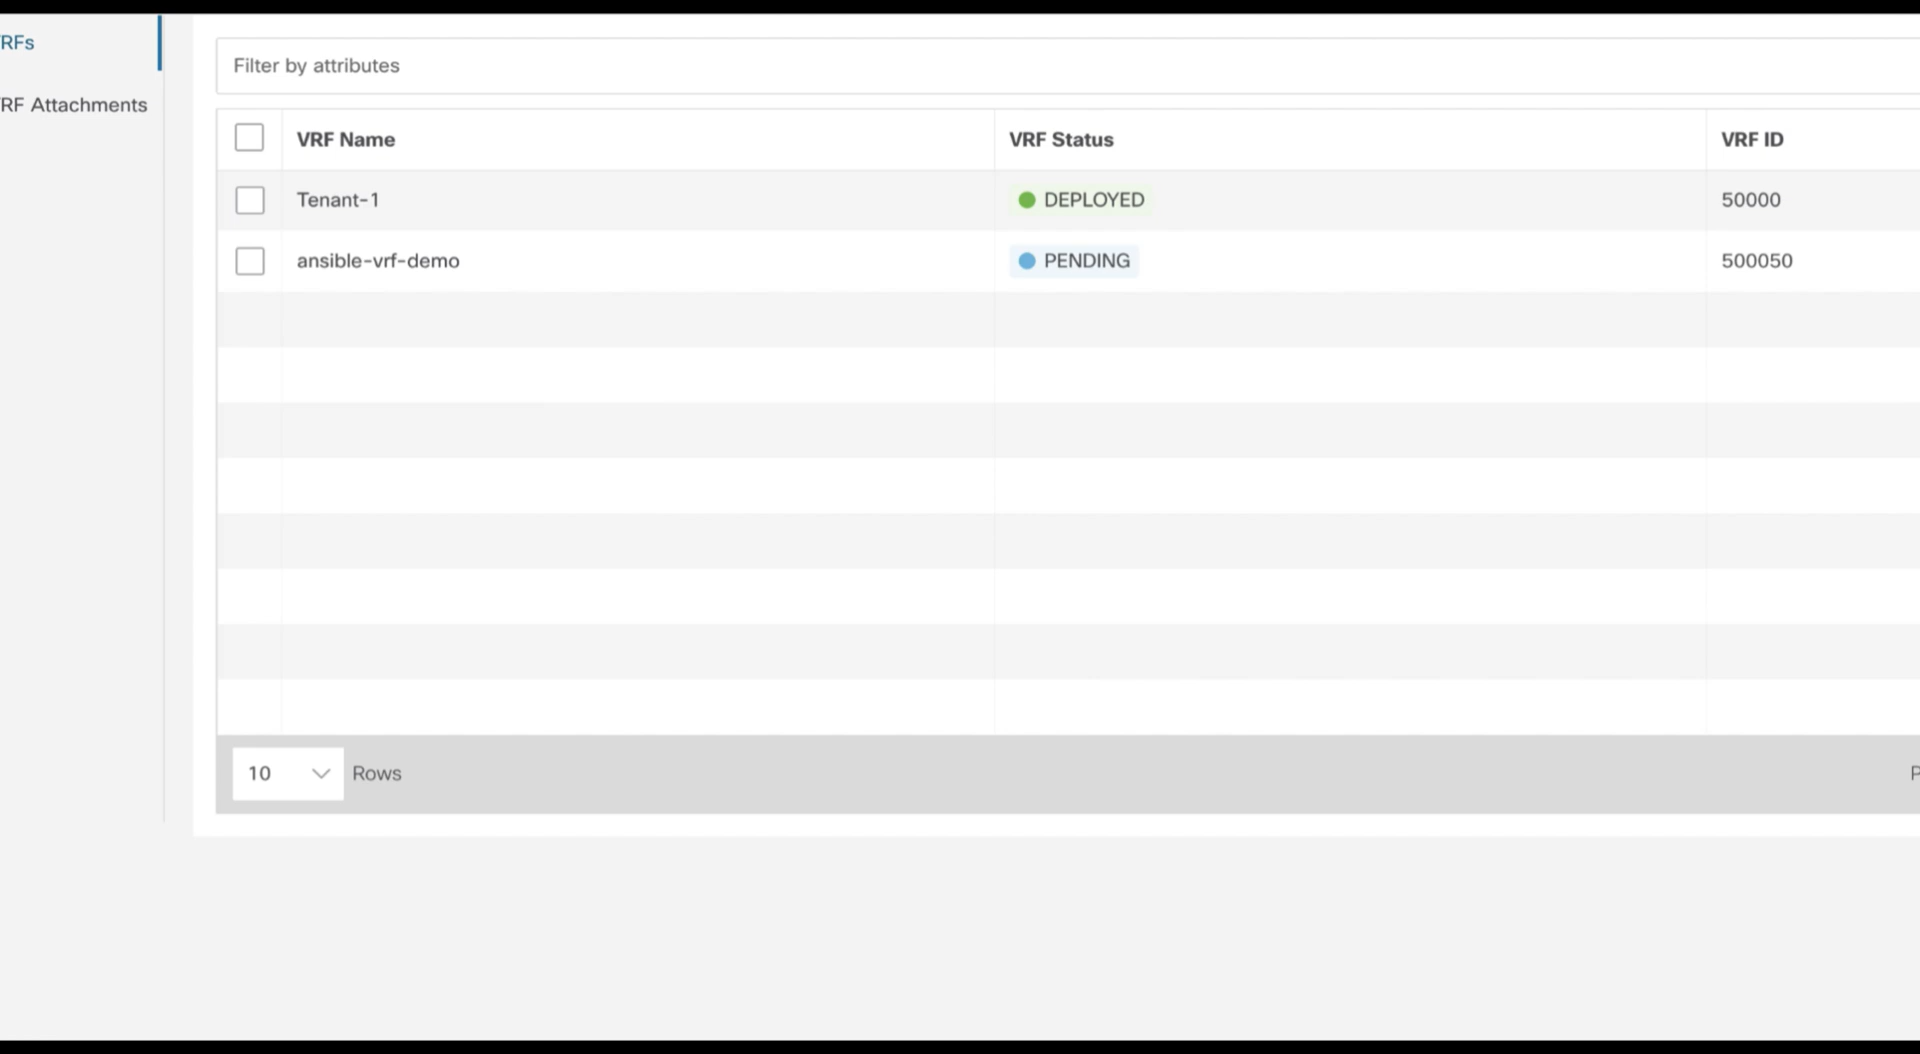 RFs
RF Attachments
Filter by attributes
VRF Name VRF Status VRF ID
Tenant-1 DEPLOYED 50000
ansible-vrf-demo PENDING 500050
10 Rows P